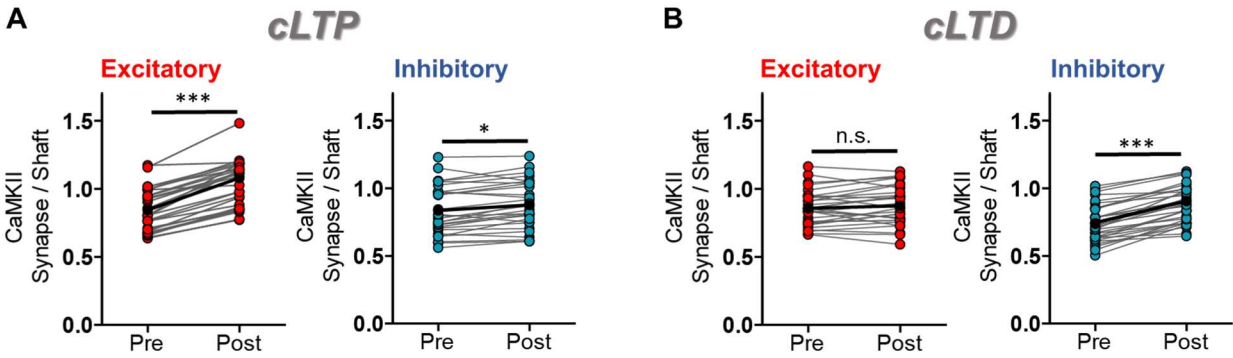 A
cLTP
Excitatory
Inhibitory
***
*
CaMKII
Synapse / Shaft
1.5
1.0
0.5
0.0
Pre Post
CaMKII
Synapse / Shaft
1.5
1.0
0.5
0.0
Pre Post
B
cLTD
Excitatory
Inhibitory
n.s.
***
CaMKII
Synapse / Shaft
1.5
1.0
0.5
0.0
Pre Post
CaMKII
Synapse / Shaft
1.5
1.0
0.5
0.0
Pre Post